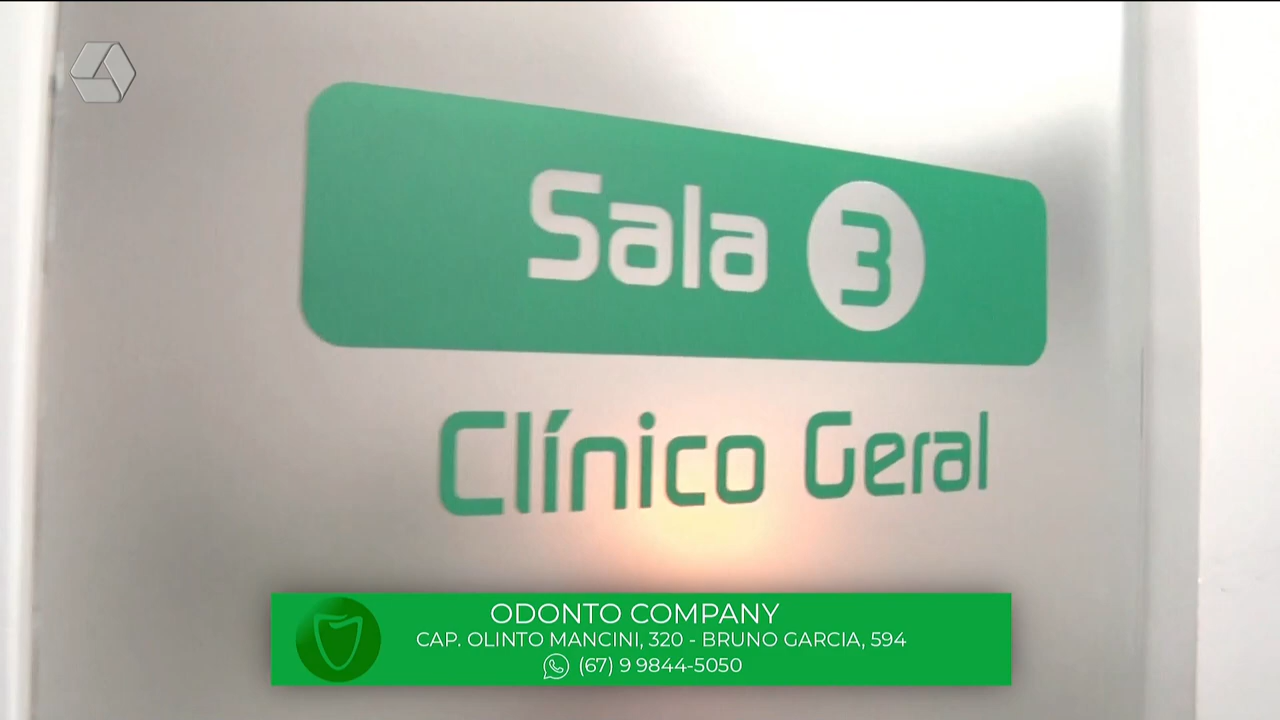 Sala 3
Clínico Geral
ODONTO COMPANY
CAP. OLINTO MANCINI, 320 - BRUNO GARCIA, 594
(67) 9 9844-5050